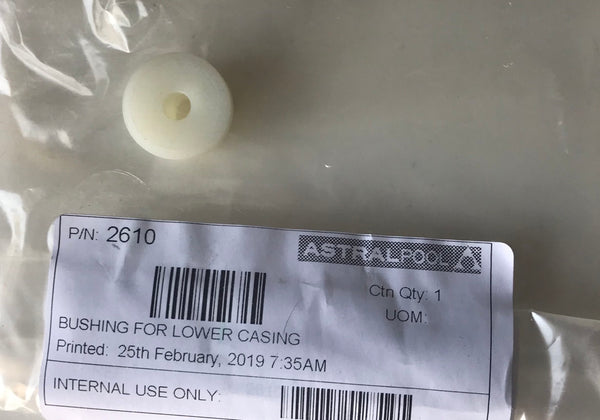 P/N: 2610
ASTRALPOOL
Ctn Qty: 1
UOM:
BUSHING FOR LOWER CASING
Printed: 25th February, 2019 7:35AM
INTERNAL USE ONLY: